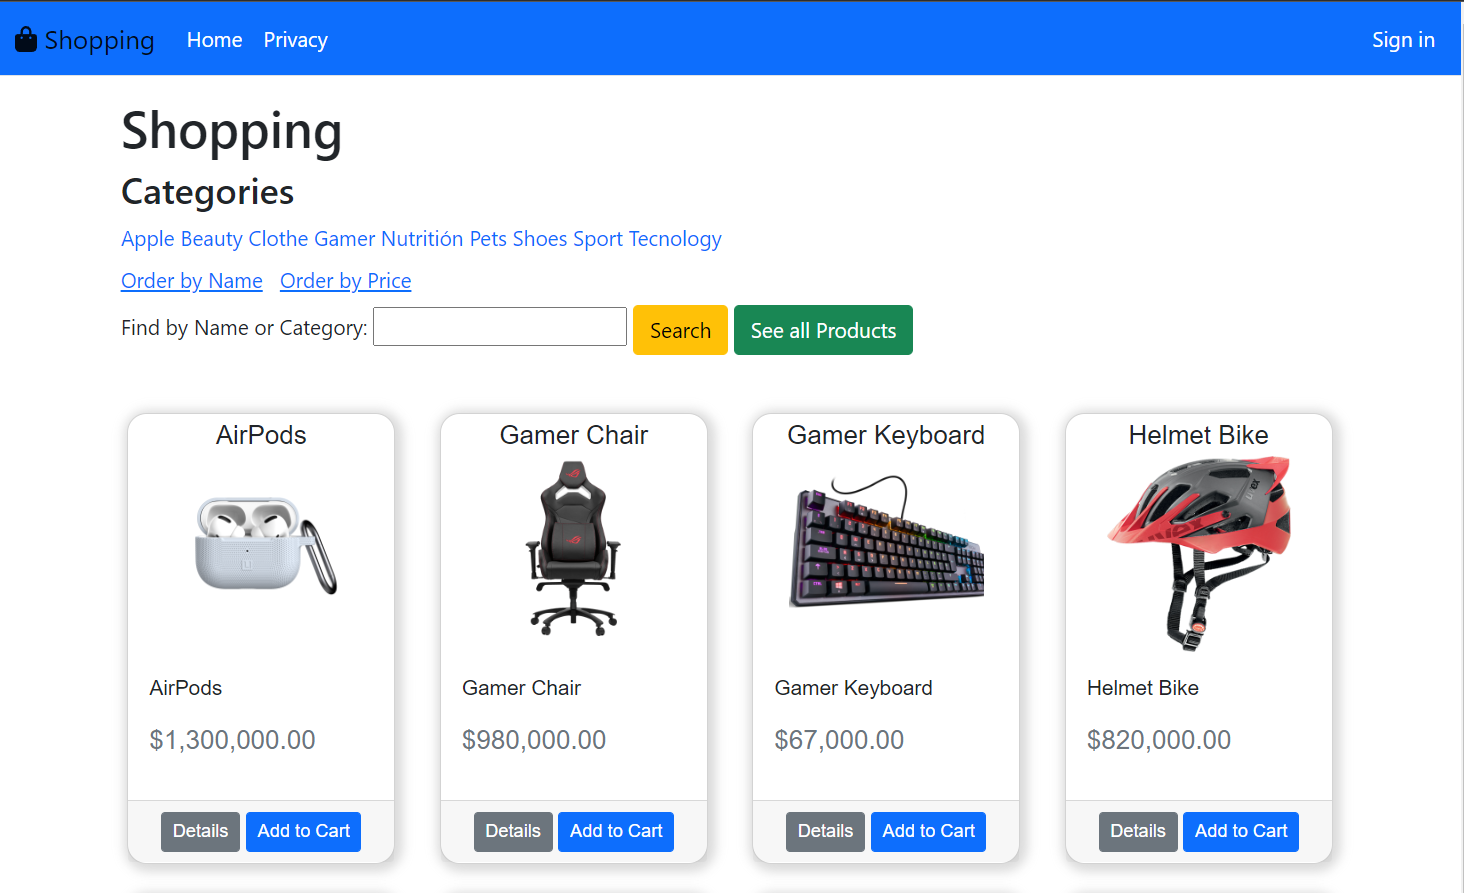 Shopping Home Privacy Sign in
Shopping
Categories
Apple Beauty Clothe Gamer Nutritión Pets Shoes Sport Tecnology
Order by Name Order by Price
Find by Name or Category: Search See all Products
AirPods Gamer Chair Gamer Keyboard Helmet Bike
AirPods Gamer Chair Gamer Keyboard Helmet Bike
$1,300,000.00 $980,000.00 $67,000.00 $820,000.00
Details Add to Cart Details Add to Cart Details Add to Cart Details Add to Cart